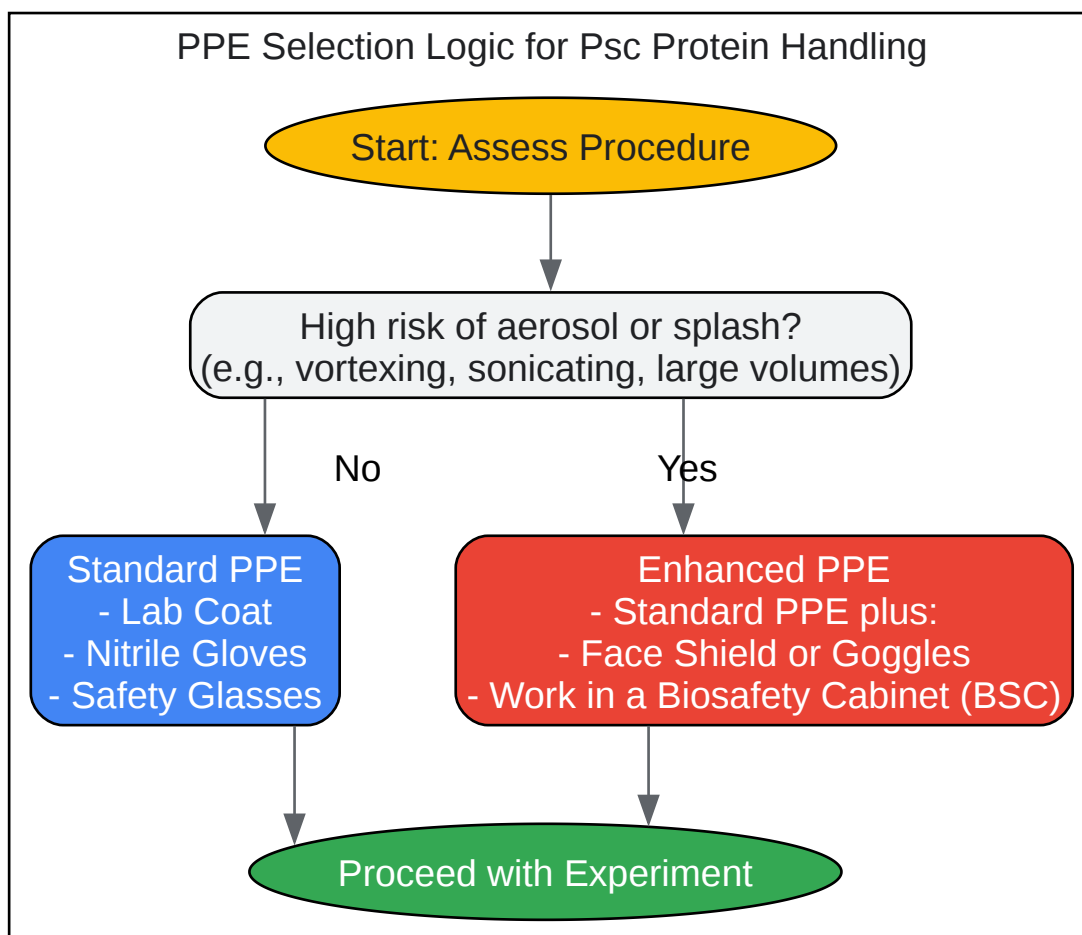 PPE Selection Logic for Psc Protein Handling
Start: Assess Procedure
High risk of aerosol or splash?
(e.g., vortexing, sonicating, large volumes)
No
Yes
Standard PPE
- Lab Coat
- Nitrile Gloves
- Safety Glasses
Enhanced PPE
- Standard PPE plus:
- Face Shield or Goggles
- Work in a Biosafety Cabinet (BSC)
Proceed with Experiment